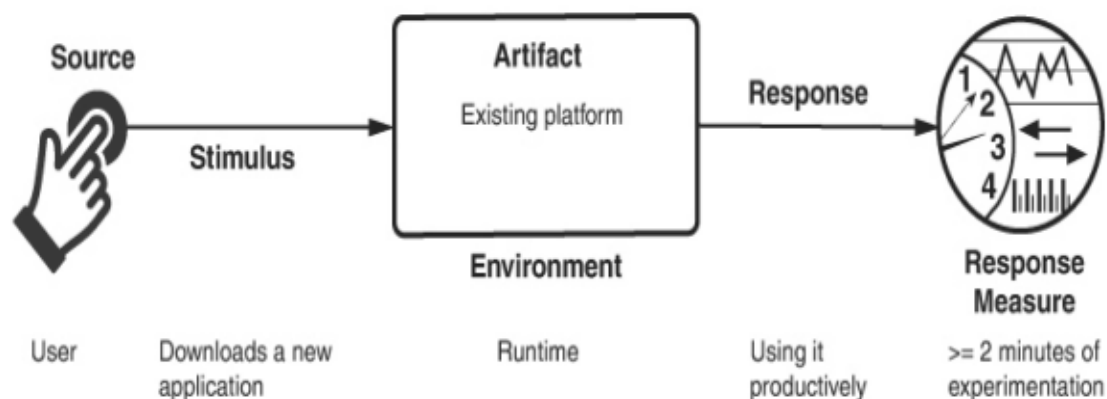 Source
Stimulus
Artifact
Existing platform
Environment
Response
1
2
3
4
Response
Measure
User
Downloads a new
application
Runtime
Using it
productively
>= 2 minutes of
experimentation